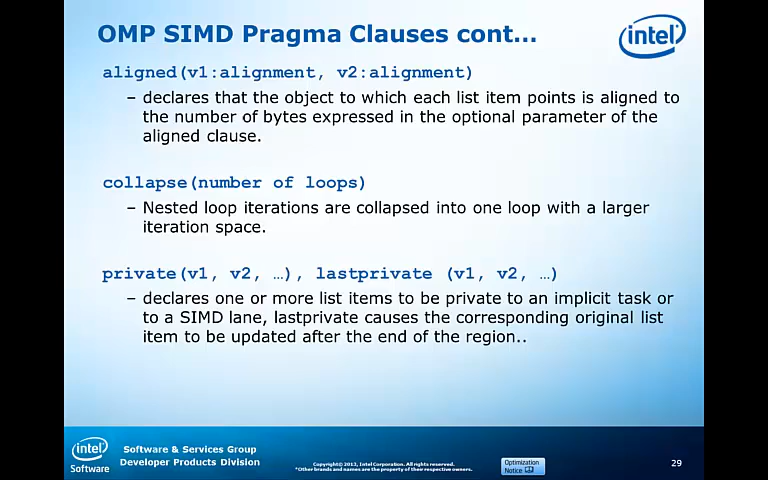 OMP SIMD Pragma Clauses cont...
intel
aligned(v1:alignment, v2:alignment)
– declares that the object to which each list item points is aligned to
the number of bytes expressed in the optional parameter of the
aligned clause.
collapse(number of loops)
– Nested loop iterations are collapsed into one loop with a larger
iteration space.
private(v1, v2, …), lastprivate (v1, v2, …)
– declares one or more list items to be private to an implicit task or
to a SIMD lane, lastprivate causes the corresponding original list
item to be updated after the end of the region..
intel
Software
Software & Services Group
Developer Products Division
Copyright© 2013, Intel Corporation. All rights reserved.
*Other brands and names are the property of their respective owners.
Optimization
Notice
29